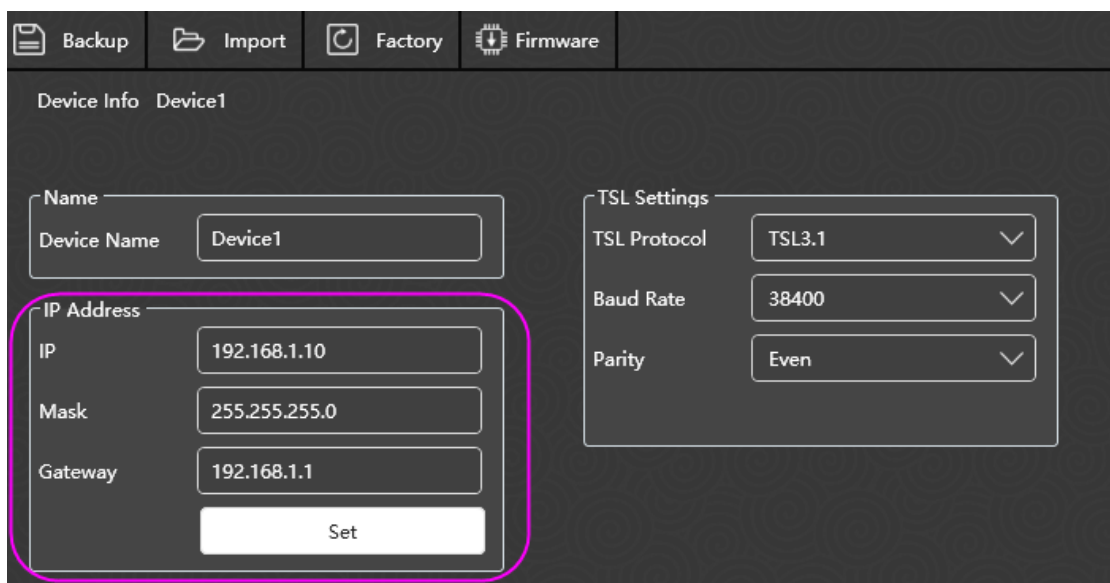 Backup Import Factory Firmware
Device Info Device1
Name
Device Name Device1
IP Address
IP 192.168.1.10
Mask 255.255.255.0
Gateway 192.168.1.1
Set
TSL Settings
TSL Protocol TSL3.1
Baud Rate 38400
Parity Even